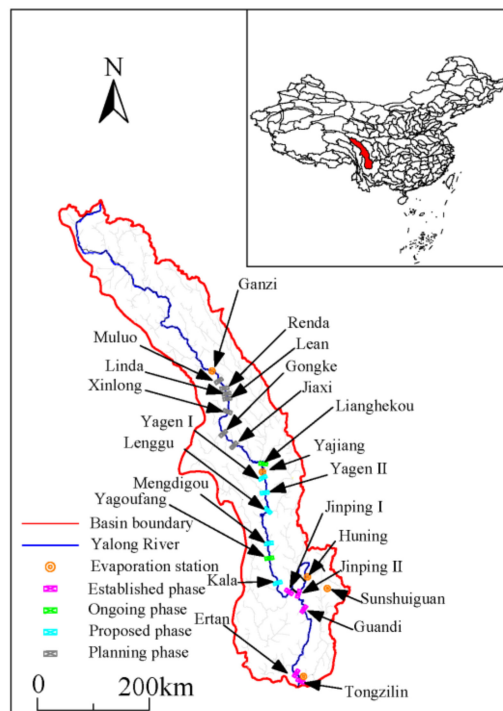 N
Ganzi
Renda
Muluo
Lean
Linda
Gongke
Xinlong
Jiaxi
Lianghekou
Yagen I
Yajiang
Lenggu
Yagen II
Mengdigou
Jinping I
Yagoufang
Huning
Basin boundary
Yalong River
Jinping II
Evaporation station
Kala
Established phase
Sunshuiguan
Ongoing phase
Guandi
Proposed phase
Ertan
Planning phase
0 200km
Tongzilin